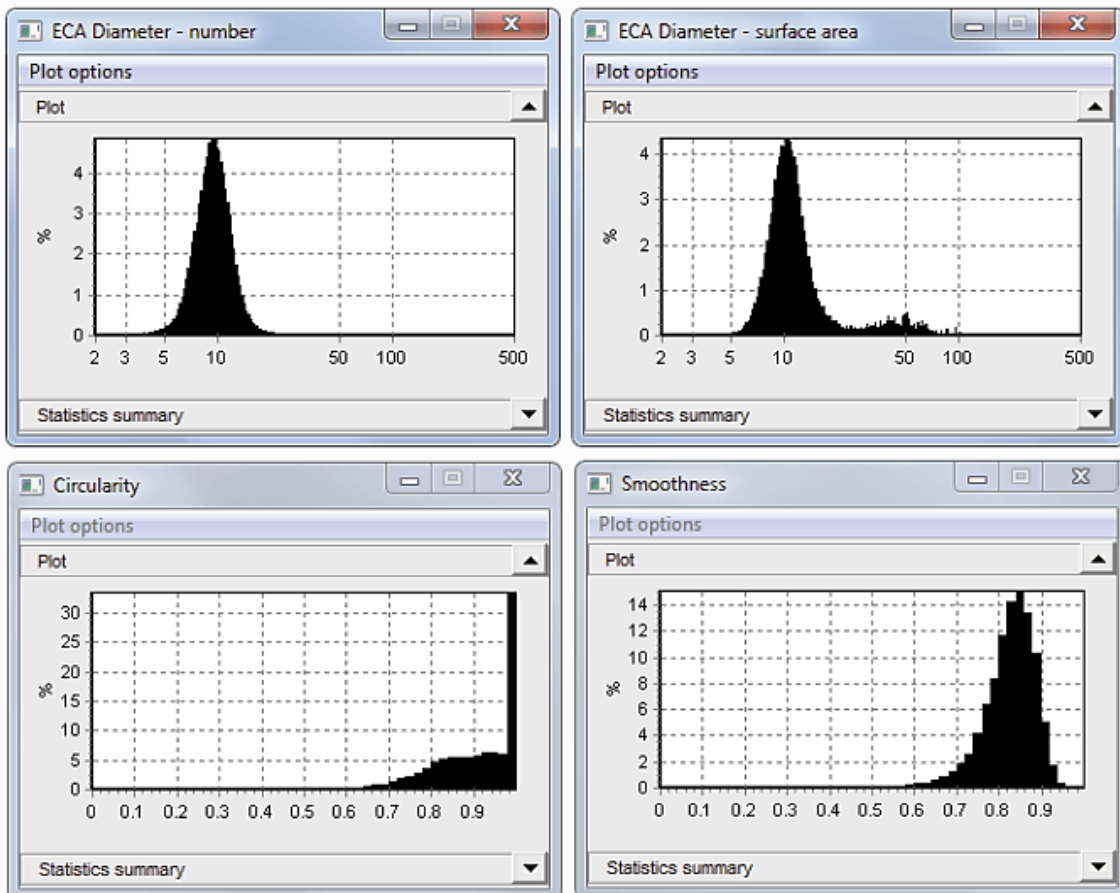 ECA Diameter - number
Plot options
Plot
4
3
2
1
0
%
2 3 5 10 50 100 500
Statistics summary
ECA Diameter - surface area
Plot options
Plot
4
3
2
1
0
%
2 3 5 10 50 100 500
Statistics summary
Circularity
Plot options
Plot
30
25
20
15
10
5
0
%
0 0.1 0.2 0.3 0.4 0.5 0.6 0.7 0.8 0.9
Statistics summary
Smoothness
Plot options
Plot
14
12
10
8
6
4
2
0
%
0 0.1 0.2 0.3 0.4 0.5 0.6 0.7 0.8 0.9
Statistics summary